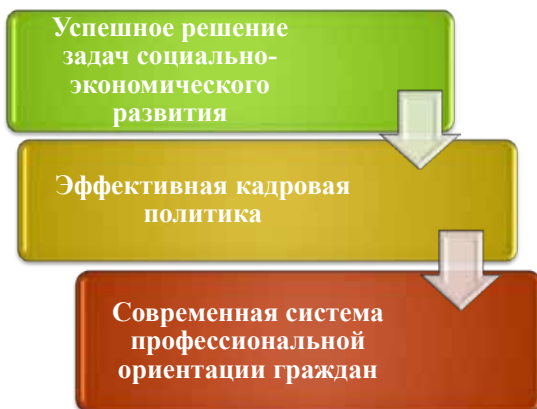 Успешное решение
задач социально-
экономического
развития
Эффективная кадровая
политика
Современная система
профессиональной
ориентации граждан